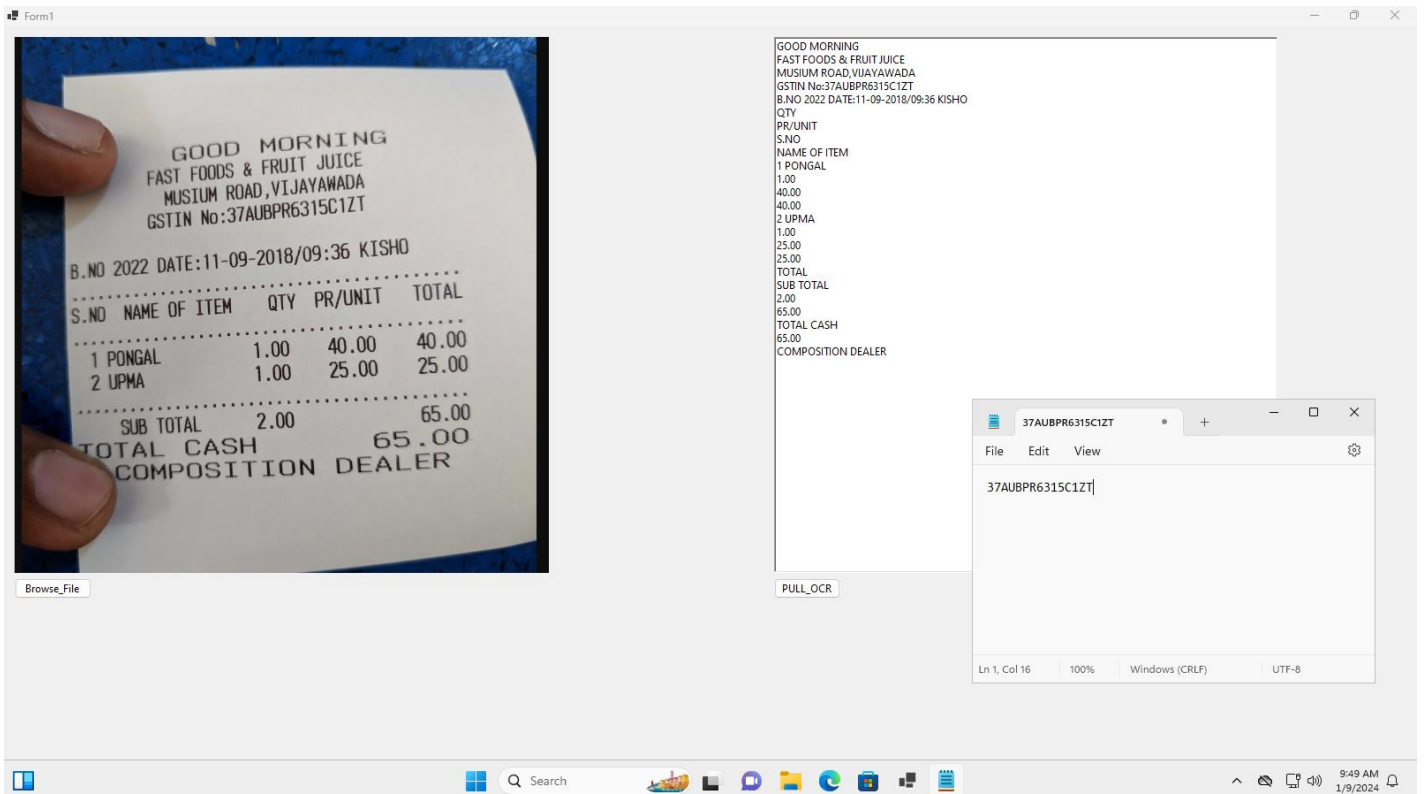 Form1
GOOD MORNING
FAST FOODS & FRUIT JUICE
MUSIUM ROAD,VIJAYAWADA
GSTIN No:37AUBPR6315C1ZT
B.NO 2022 DATE:11-09-2018/09:36 KISHO
S.NO NAME OF ITEM QTY PR/UNIT TOTAL
1 PONGAL 1.00 40.00 40.00
2 UPMA 1.00 25.00 25.00
SUB TOTAL 2.00 65.00
TOTAL CASH 65.00
COMPOSITION DEALER
Browse_File
GOOD MORNING
FAST FOODS & FRUIT JUICE
MUSIUM ROAD,VIJAYAWADA
GSTIN No:37AUBPR6315C1ZT
B.NO 2022 DATE:11-09-2018/09:36 KISHO
QTY
PR/UNIT
S.NO
NAME OF ITEM
1 PONGAL
1.00
40.00
40.00
2 UPMA
1.00
25.00
25.00
TOTAL
SUB TOTAL
2.00
65.00
TOTAL CASH
65.00
COMPOSITION DEALER
PULL_OCR
37AUBPR6315C1ZT
File Edit View
37AUBPR6315C1ZT
Ln 1, Col 16 100% Windows (CRLF) UTF-8
Search
9:49 AM
1/9/2024